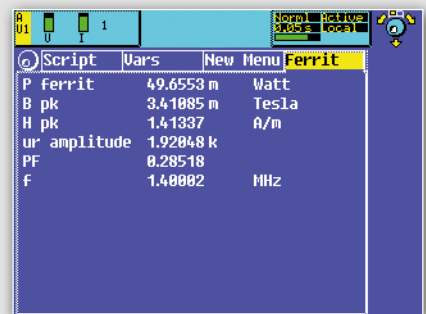 A
U1 U I 1 Norml Active
0.05s Local
Script Vars New Menu Ferrit
P ferrit 49.6553 m Watt
B pk 3.41085 m Tesla
H pk 1.41337 A/m
ur amplitude 1.92048 k
PF 0.28518
f 1.40002 MHz